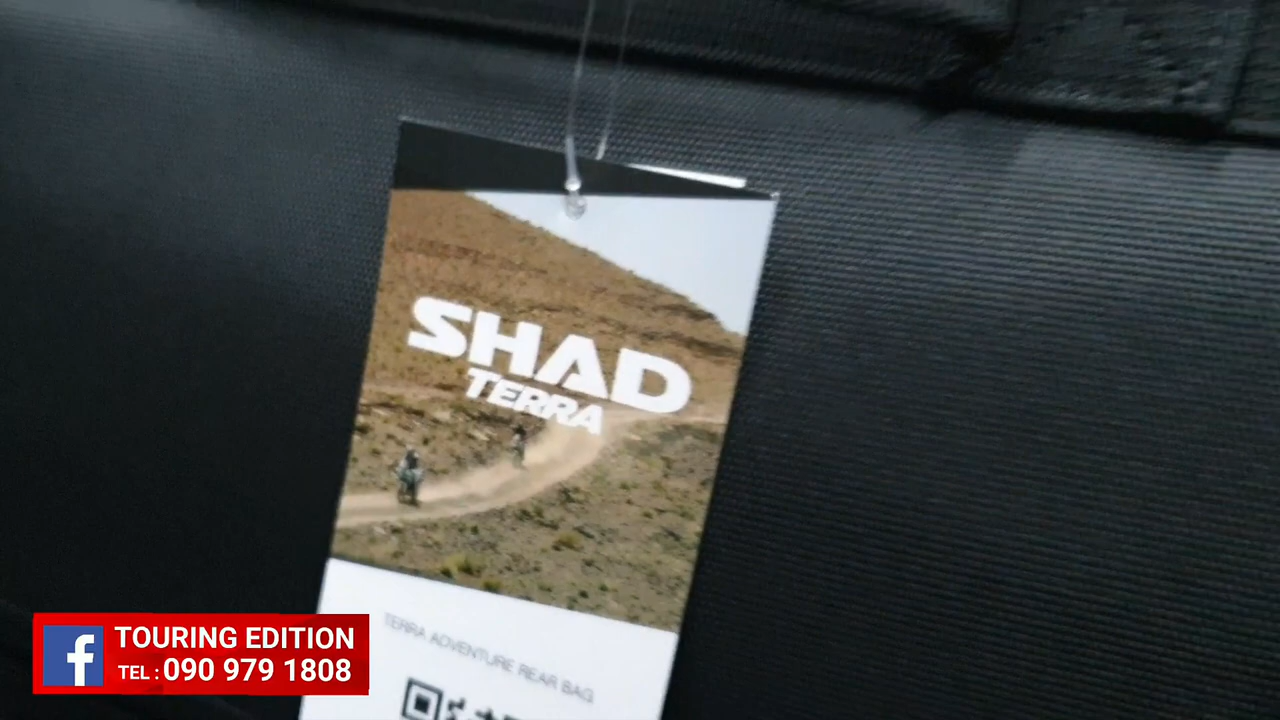 SHAD
TERRA
TERRA ADVENTURE REAR BAG
f TOURING EDITION
TEL : 090 979 1808